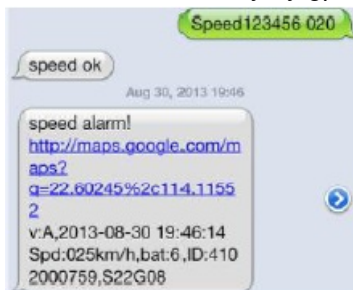 Speed123456 020
speed ok
Aug 30, 2013 19:46
speed alarm!
http://maps.google.com/m
aps?
q=22.60245%2c114.1155
2
v:A,2013-08-30 19:46:14
Spd:025km/h,bat:6,ID:410
2000759,S22G08